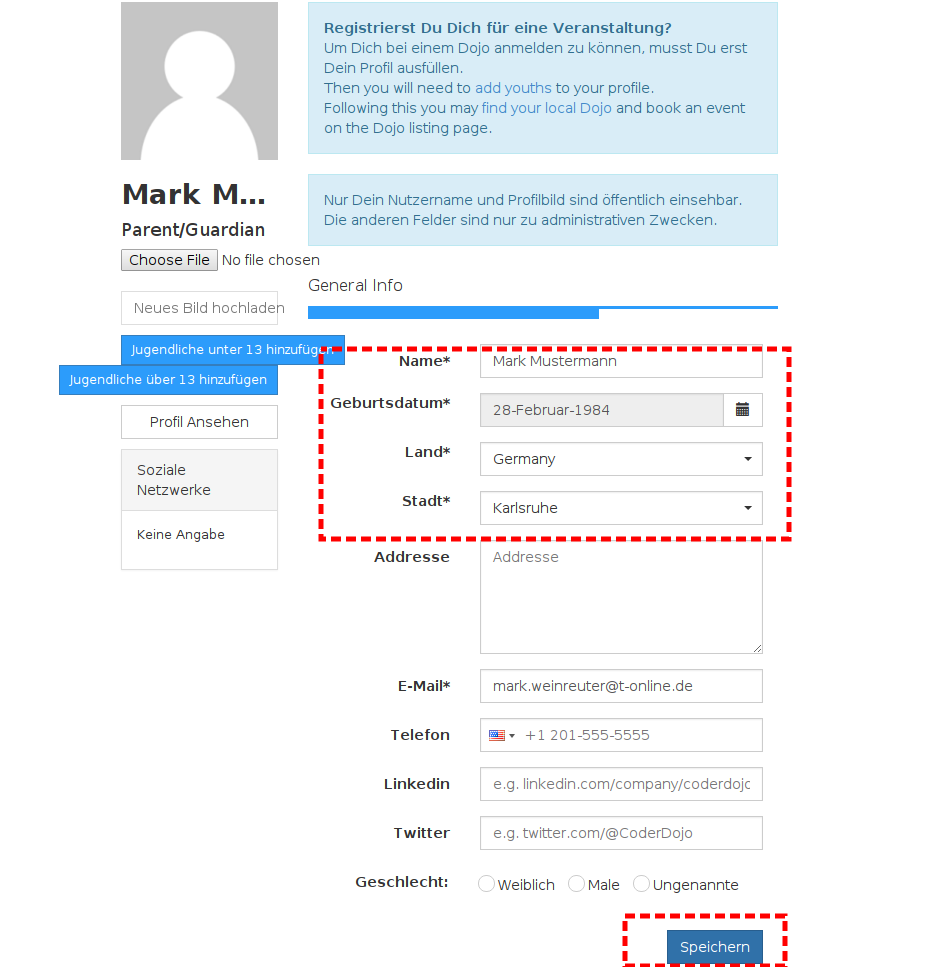 Mark M...
Parent/Guardian
Choose File No file chosen
Neues Bild hochladen
Jugendliche unter 13 hinzufügen
Jugendliche über 13 hinzufügen
Profil Ansehen
Soziale
Netzwerke
Keine Angabe
Registrierst Du Dich für eine Veranstaltung?
Um Dich bei einem Dojo anmelden zu können, musst Du erst
Dein Profil ausfüllen.
Then you will need to add youths to your profile.
Following this you may find your local Dojo and book an event
on the Dojo listing page.
Nur Dein Nutzername und Profilbild sind öffentlich einsehbar.
Die anderen Felder sind nur zu administrativen Zwecken.
General Info
Name* Mark Mustermann
Geburtsdatum* 28-Februar-1984
Land* Germany
Stadt* Karlsruhe
Addresse Addresse
E-Mail* mark.weinreuter@t-online.de
Telefon +1 201-555-5555
Linkedin e.g. linkedin.com/company/coderdojo
Twitter e.g. twitter.com/@CoderDojo
Geschlecht: Weiblich Male Ungenannte
Speichern